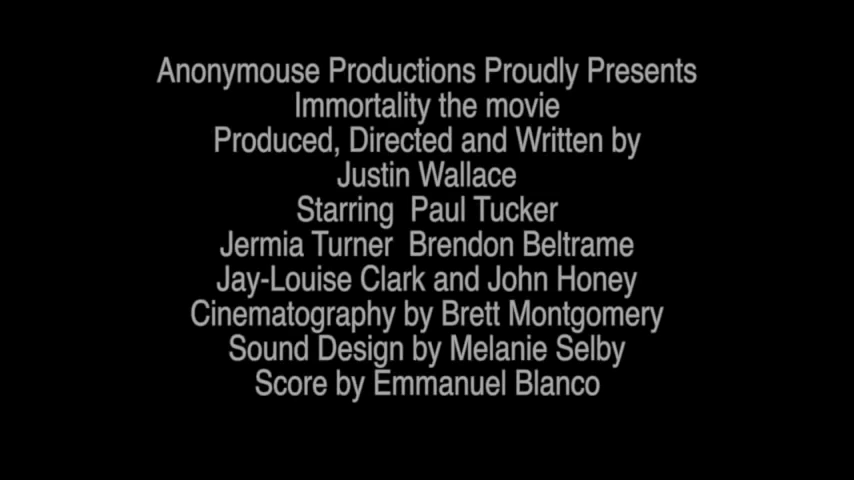 Anonymouse Productions Proudly Presents
Immortality the movie
Produced, Directed and Written by
Justin Wallace
Starring  Paul Tucker
Jermia Turner  Brendon Beltrame
Jay-Louise Clark and John Honey
Cinematography by Brett Montgomery
Sound Design by Melanie Selby
Score by Emmanuel Blanco